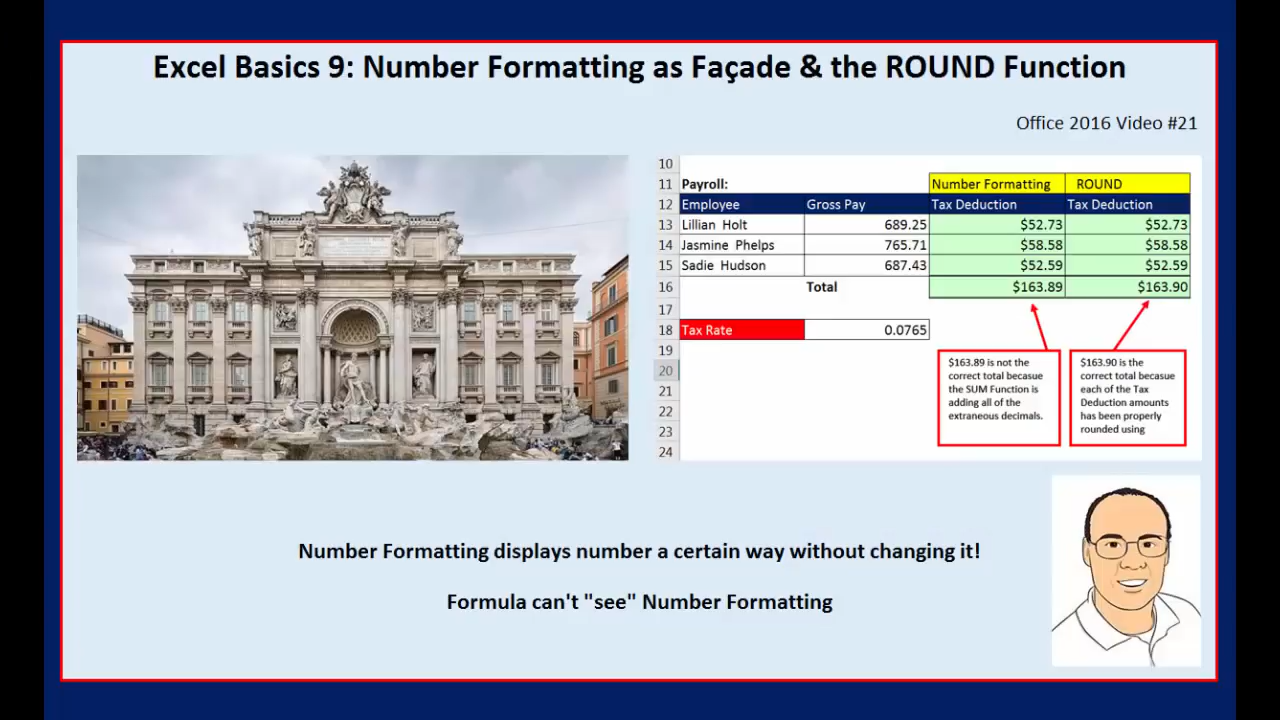 Excel Basics 9: Number Formatting as Façade & the ROUND Function
Office 2016 Video #21
10
11 Payroll: Number Formatting ROUND
12 Employee Gross Pay Tax Deduction Tax Deduction
13 Lillian Holt 689.25 $52.73 $52.73
14 Jasmine Phelps 765.71 $58.58 $58.58
15 Sadie Hudson 687.43 $52.59 $52.59
16 Total $163.89 $163.90
17
18 Tax Rate 0.0765
19
20
21
22
23
24
$163.89 is not the
correct total becasue
the SUM Function is
adding all of the
extraneous decimals.
$163.90 is the
correct total becasue
each of the Tax
Deduction amounts
has been properly
rounded using
Number Formatting displays number a certain way without changing it!
Formula can't "see" Number Formatting